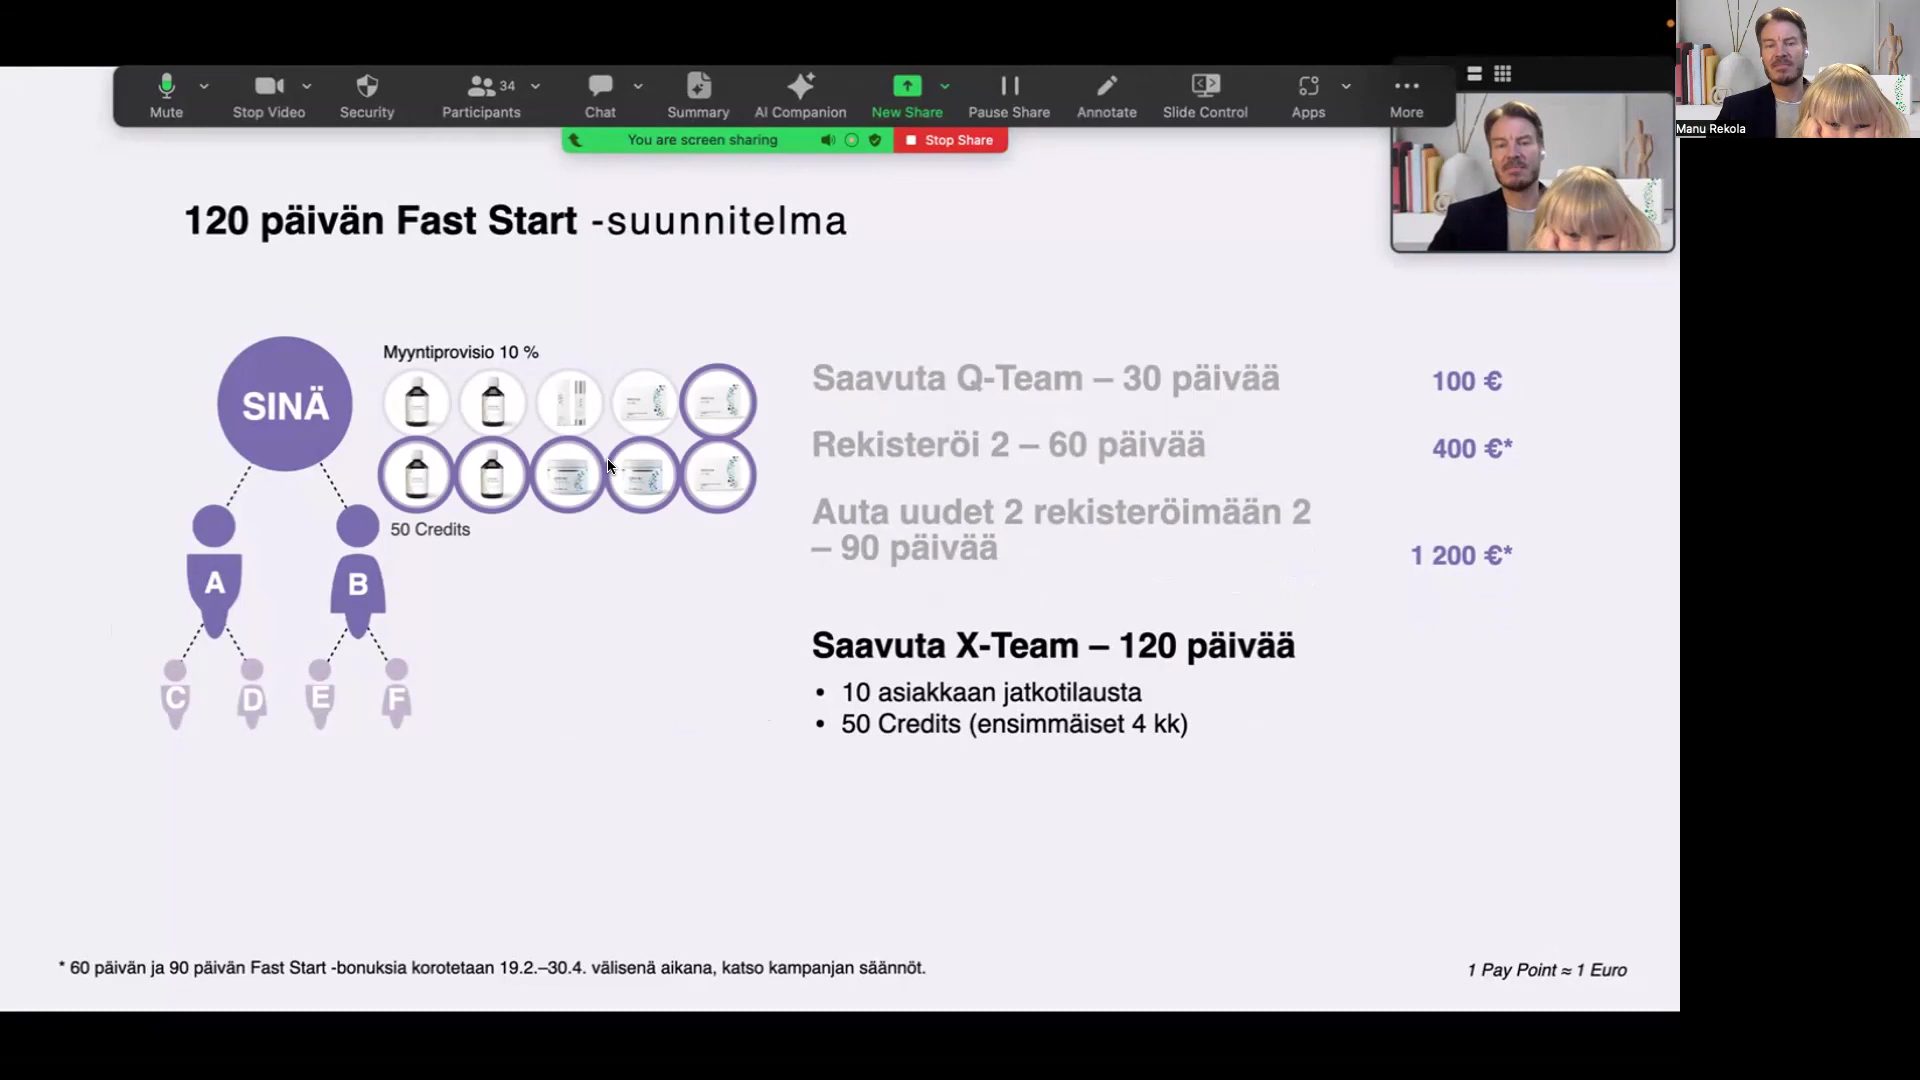 Mute
Stop Video
Security
Participants
34
Chat
Summary
AI Companion
New Share
Pause Share
Annotate
Slide Control
Apps
More
You are screen sharing
Stop Share
Manu Rekola
120 päivän Fast Start -suunnitelma
SINÄ
Myyntiprovisio 10 %
50 Credits
A
B
C
D
E
F
Saavuta Q-Team – 30 päivää
100 €
Rekisteröi 2 – 60 päivää
400 €*
Auta uudet 2 rekisteröimään 2
– 90 päivää
1 200 €*
Saavuta X-Team – 120 päivää
• 10 asiakkaan jatkotilausta
• 50 Credits (ensimmäiset 4 kk)
* 60 päivän ja 90 päivän Fast Start -bonuksia korotetaan 19.2.–30.4. välisenä aikana, katso kampanjan säännöt.
1 Pay Point ≈ 1 Euro